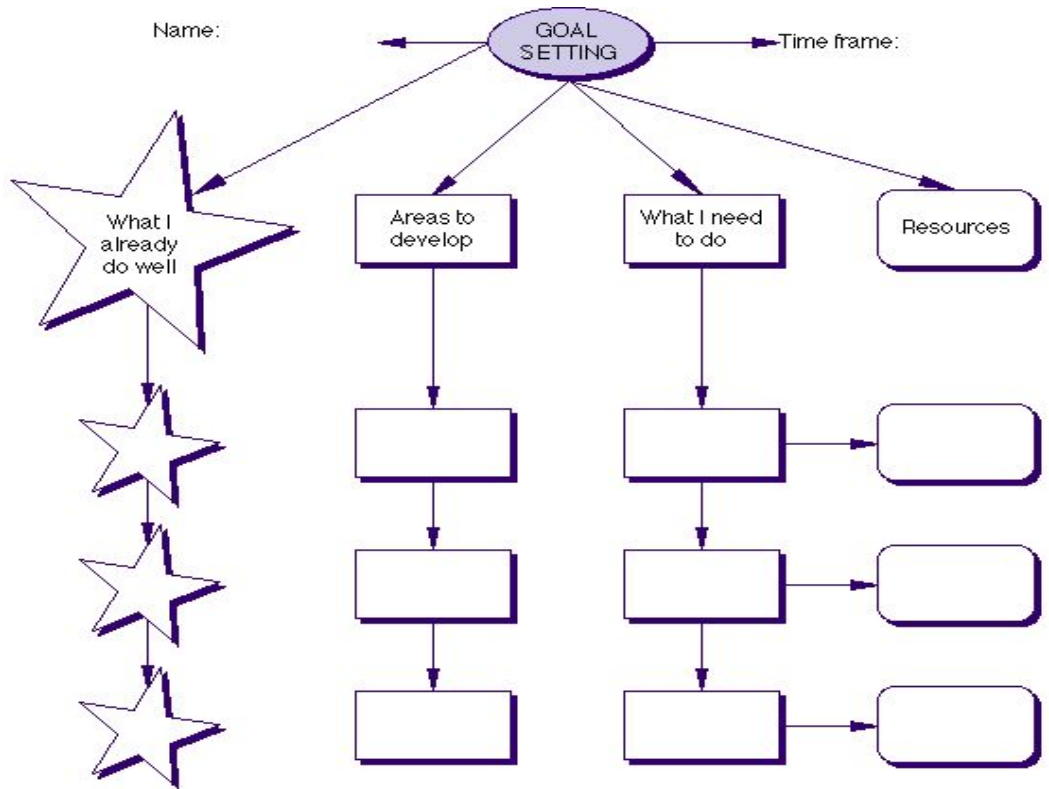 Name:
GOAL
SETTING
Time frame:
What I
already
do well
Areas to
develop
What I need
to do
Resources